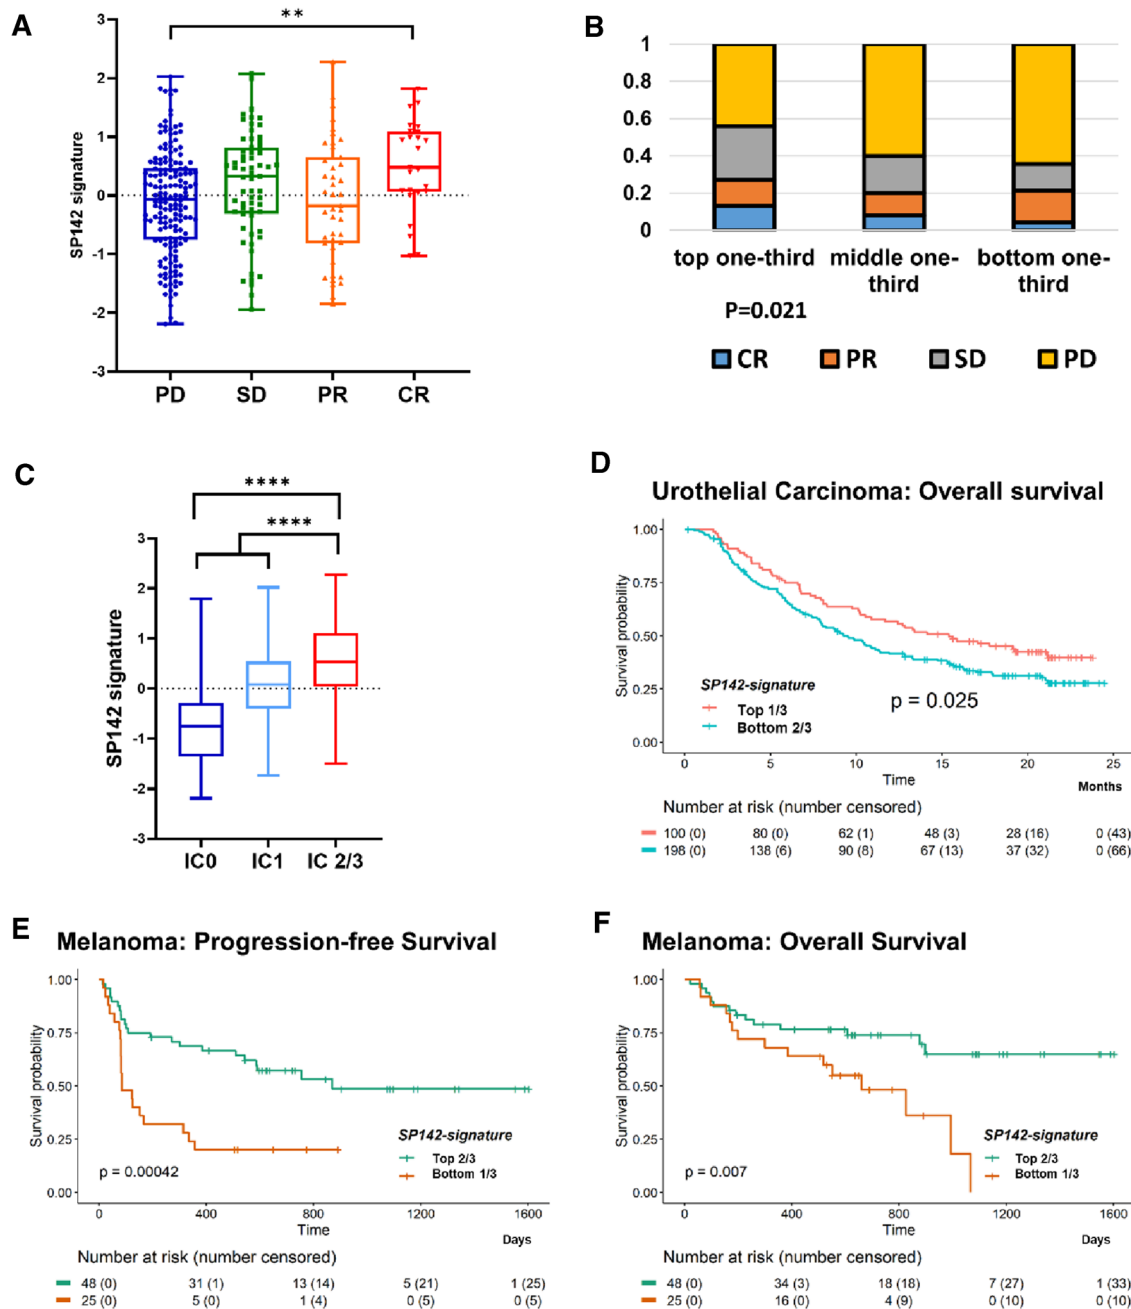 A
**
3
2
1
0
-1
-2
-3
SP142 signature
PD SD PR CR
B
1
0.8
0.6
0.4
0.2
0
top one-third middle one- bottom one-
third third
P=0.021
CR PR SD PD
C
****
****
3
2
1
0
-1
-2
-3
SP142 signature
IC0 IC1 IC 2/3
D
Urothelial Carcinoma: Overall survival
1.00
0.75
0.50
0.25
0.00
Survival probability
SP142-signature
Top 1/3
Bottom 2/3
p = 0.025
0 5 10 15 20 25
Time
Months
Number at risk (number censored)
100 (0) 80 (0) 62 (1) 48 (3) 28 (16) 0 (43)
198 (0) 138 (6) 90 (8) 67 (13) 37 (32) 0 (66)
E
Melanoma: Progression-free Survival
1.00
0.75
0.50
0.25
0.00
Survival probability
SP142-signature
Top 2/3
Bottom 1/3
p = 0.00042
0 400 800 1200 1600
Time
Days
Number at risk (number censored)
48 (0) 31 (1) 13 (14) 5 (21) 1 (25)
25 (0) 5 (0) 1 (4) 0 (5) 0 (5)
F
Melanoma: Overall Survival
1.00
0.75
0.50
0.25
0.00
Survival probability
SP142-signature
Top 2/3
Bottom 1/3
p = 0.007
0 400 800 1200 1600
Time
Days
Number at risk (number censored)
48 (0) 34 (3) 18 (18) 7 (27) 1 (33)
25 (0) 16 (0) 4 (9) 0 (10) 0 (10)